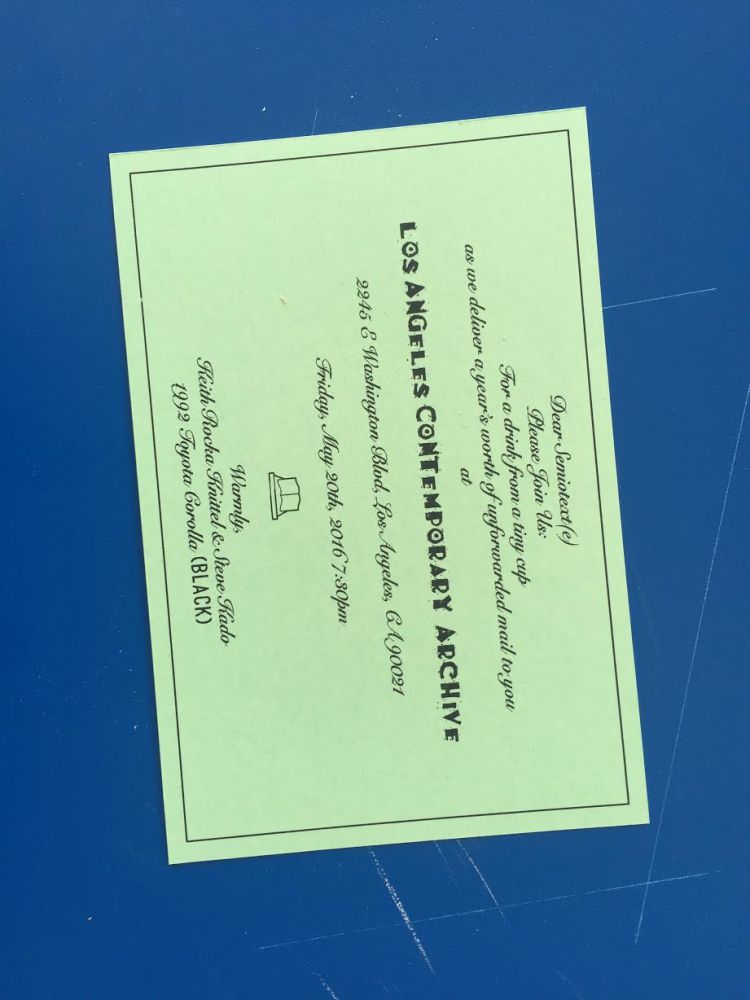 Dear Semiotext(e)
Please Join Us:
For a drink from a tiny cup
as we deliver a year's worth of unforwarded mail to you
at
LOS ANGELES CONTEMPORARY ARCHIVE
2245 E Washington Blvd, Los Angeles, CA 90021
Friday, May 20th, 2016 7:30pm
Warmly,
Keith Rocka Knittel & Steve Kado
1992 Toyota Corolla (BLACK)